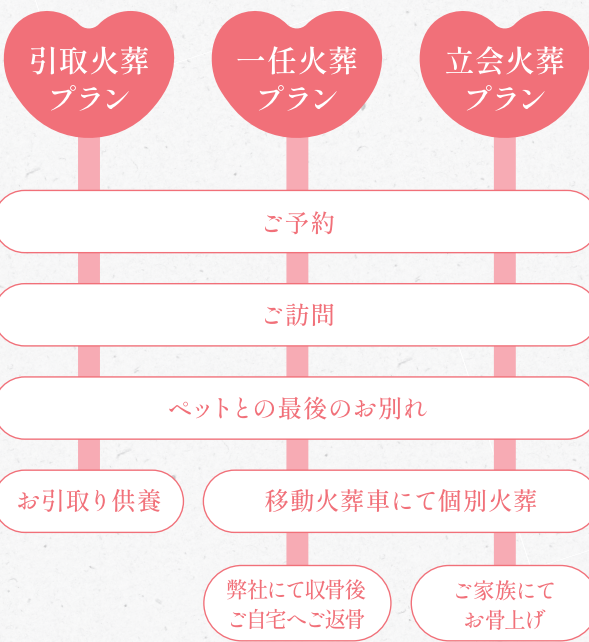 引取火葬
プラン
一任火葬
プラン
立会火葬
プラン
ご予約
ご訪問
ペットとの最後のお別れ
お引取り供養
移動火葬車にて個別火葬
弊社にて収骨後
ご自宅へご返骨
ご家族にて
お骨上げ